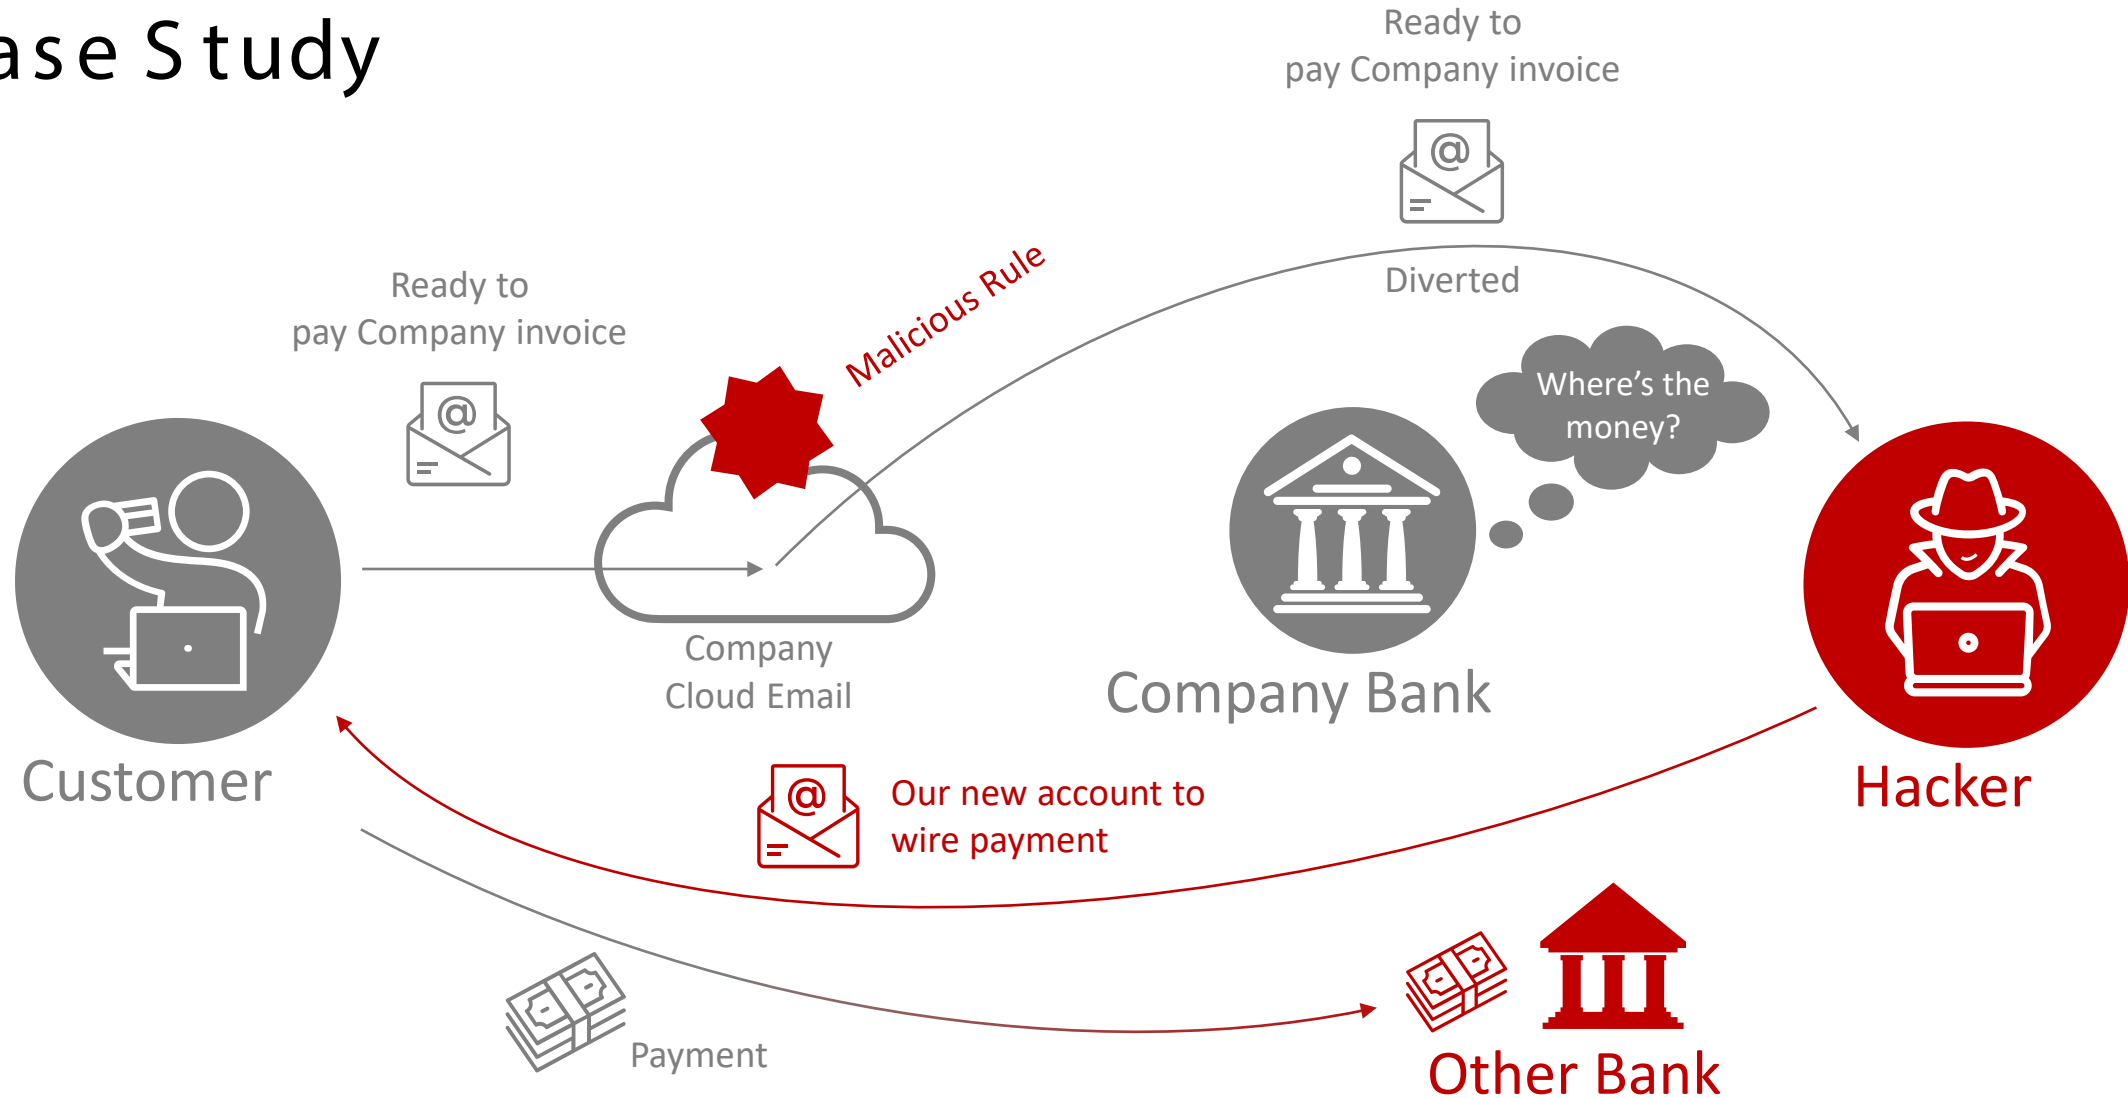 ase Study
Ready to
pay Company invoice
@
Diverted
Ready to
pay Company invoice
@
Malicious Rule
Where's the
money?
Company
Cloud Email
Company Bank
Customer
Hacker
@
Our new account to
wire payment
Payment
Other Bank